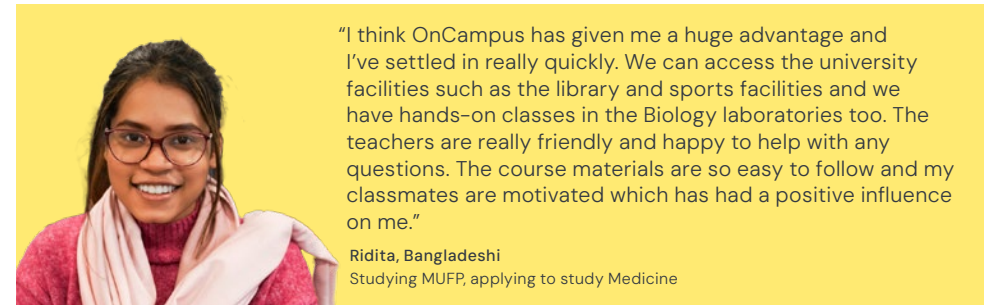 “I think OnCampus has given me a huge advantage and
I’ve settled in really quickly. We can access the university
facilities such as the library and sports facilities and we
have hands-on classes in the Biology laboratories too. The
teachers are really friendly and happy to help with any
questions. The course materials are so easy to follow and my
classmates are motivated which has had a positive influence
on me.”
Ridita, Bangladeshi
Studying MUFP, applying to study Medicine